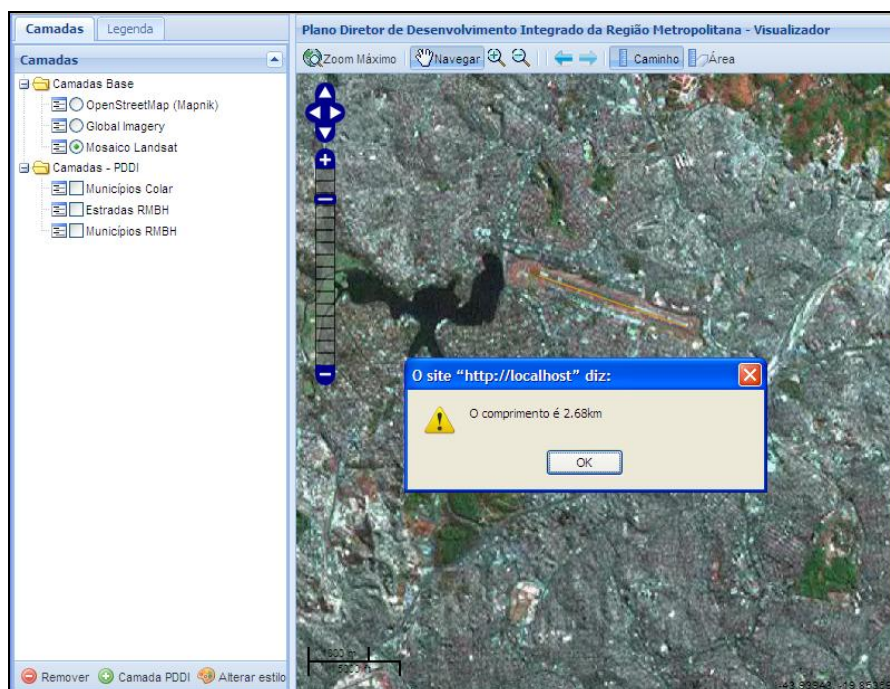 Camadas
Legenda
Camadas
Camadas Base
OpenStreetMap (Mapnik)
Global Imagery
Mosaico Landsat
Camadas - PDDI
Municípios Colar
Estradas RMBH
Municípios RMBH
Remover
Camada PDDI
Alterar estilo
Plano Diretor de Desenvolvimento Integrado da Região Metropolitana - Visualizador
Zoom Máximo
Navegar
Caminho
Área
O site "http://localhost" diz:
O comprimento é 2.68km
OK